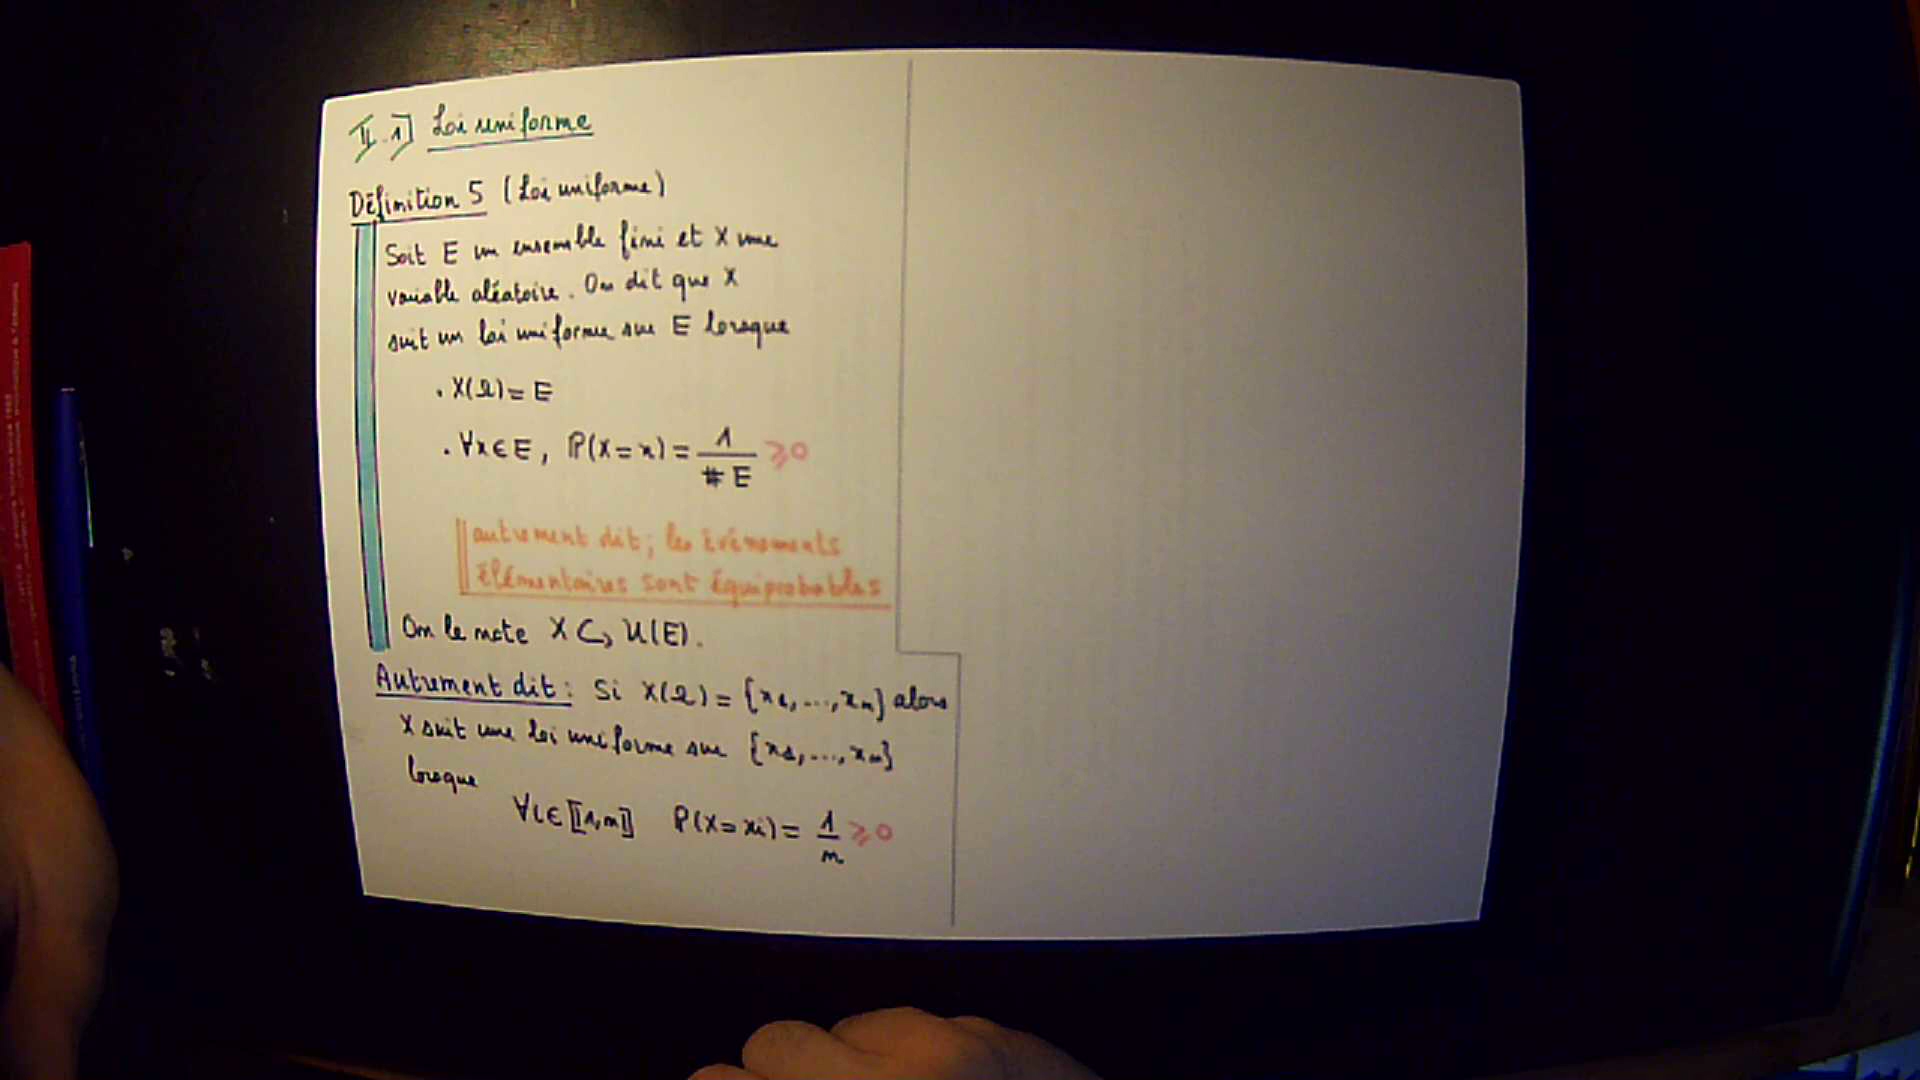 II.1) Loi uniforme
Définition 5 (Loi uniforme)
Soit E un ensemble fini et X une
variable aléatoire. On dit que X
suit un loi uniforme sur E lorsque
. X(Ω) = E
. ∀x ∈ E, ℙ(X = x) = 1 / # E ≥ 0
autrement dit ; les événements
élémentaires sont équiprobables
On le note X ↪ U(E).
Autrement dit : Si X(Ω) = {x1, ..., xn} alors
X suit une loi uniforme sur {x1, ..., xn}
lorsque
∀i ∈ ⟦1, n⟧ P(X = xi) = 1 / n ≥ 0